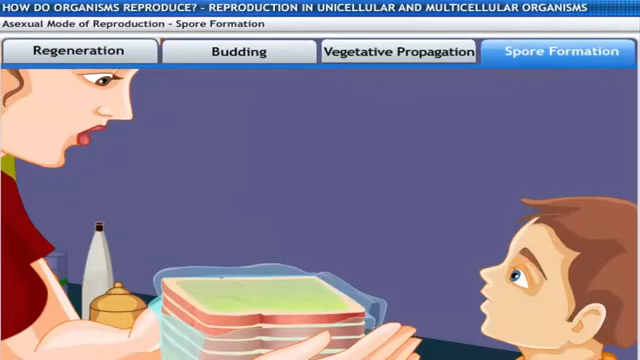 HOW DO ORGANISMS REPRODUCE? - REPRODUCTION IN UNICELLULAR AND MULTICELLULAR ORGANISMS
Asexual Mode of Reproduction - Spore Formation
Regeneration Budding Vegetative Propagation Spore Formation